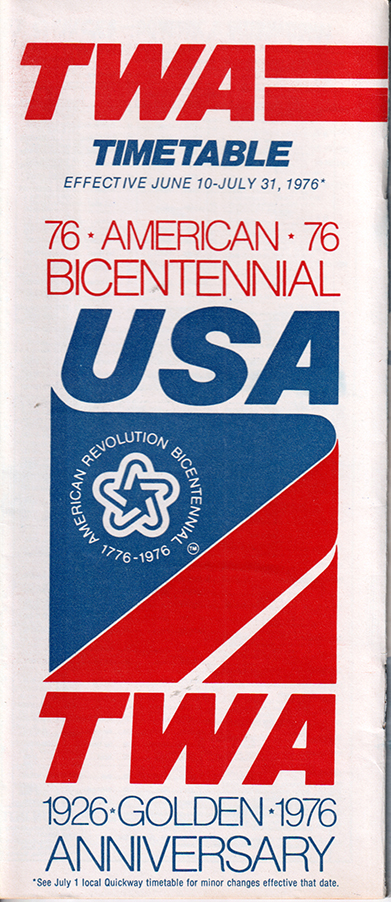 TWA
TIMETABLE
EFFECTIVE JUNE 10-JULY 31, 1976*
76 * AMERICAN * 76
BICENTENNIAL
USA
AMERICAN REVOLUTION BICENTENNIAL
1776-1976
TM
TWA
1926*GOLDEN*1976
ANNIVERSARY
*See July 1 local Quickway timetable for minor changes effective that date.